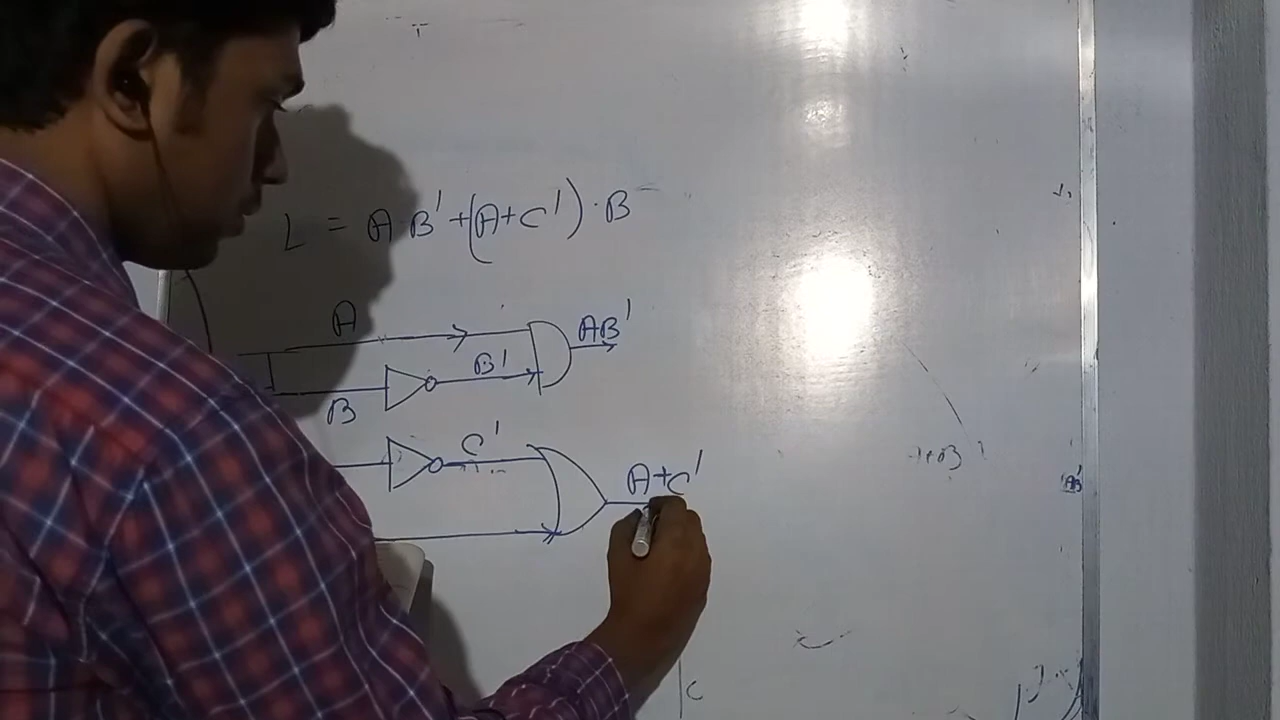 L = A·B' + (A+C')·B
A
AB'
B'
B
C'
A+C'
AB'
C